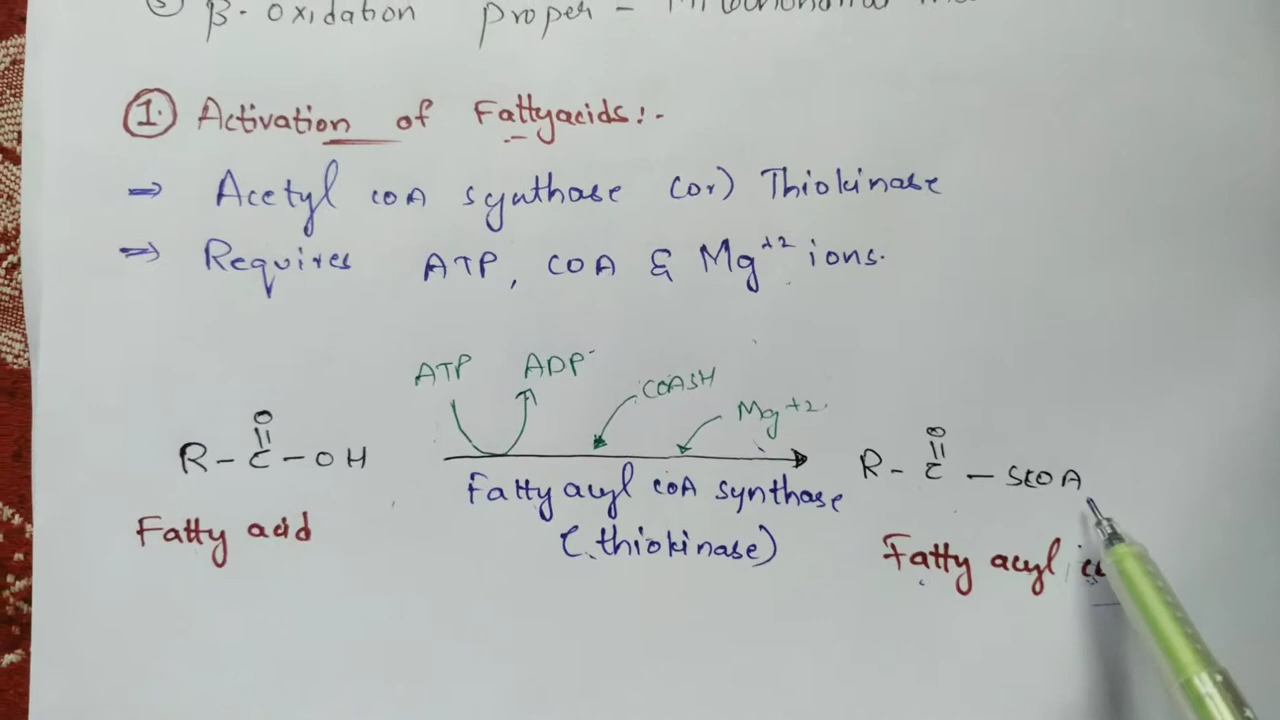 β- Oxidation Proper -
① Activation of Fattyacids:-
⇒ Acetyl COA synthase (or) Thiokinase
⇒ Requires ATP, COA & Mg+2 ions.
ATP ADP COASH Mg+2
R-C-OH
O
Fatty acyl COA synthase
(thiokinase)
R-C-SCOA
O
Fatty acid
Fatty acyl